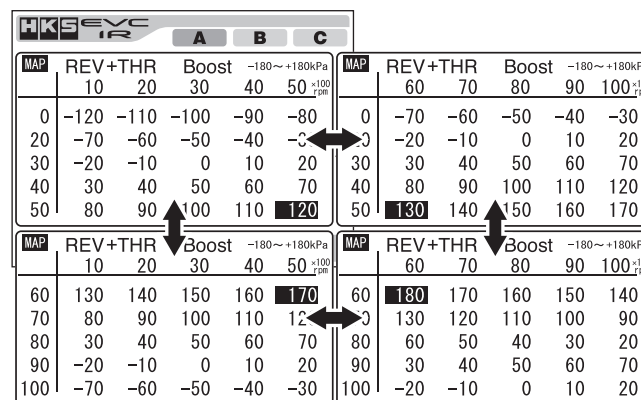 HKS EVC
IR
A B C
MAP REV+THR Boost −180~+180kPa
10 20 30 40 50 ×100 rpm
0 −120 −110 −100 −90 −80
20 −70 −60 −50 −40
30 −20 −10 0 10 20
40 30 40 50 60 70
50 80 90 100 110 120
MAP REV+THR Boost −180~+180kP
60 70 80 90 100
0 −70 −60 −50 −40 −30
−20 −10 0 10 20
30 30 40 50 60 70
40 80 90 100 110 120
50 130 140 150 160 170
MAP REV+THR Boost −180~+180kPa
10 20 30 40 50 ×100 rpm
60 130 140 150 160 170
70 80 90 100 110
80 30 40 50 60 70
90 −20 −10 0 10 20
100 −70 −60 −50 −40 −30
MAP REV+THR Boost −180~+180kP
60 70 80 90 100
60 180 170 160 150 140
130 120 110 100 90
80 60 50 40 30 20
90 30 40 50 60 70
100 −20 −10 0 10 20